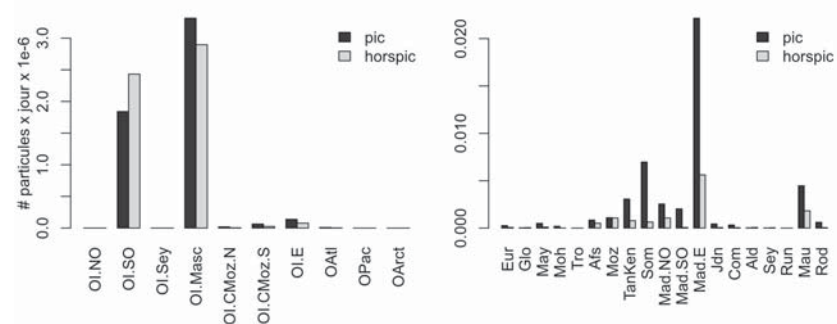 # particules x jour x 1e-6
3.0
2.0
1.0
0.0
pic
horspic
OI.NO
OI.SO
OI.Sey
OI.Masc
OI.CMoz.N
OI.CMoz.S
OI.E
OAtl
OPac
OArct
0.020
0.010
0.000
pic
horspic
Eur
Glo
May
Moh
Tro
Afs
Moz
TanKen
Som
Mad.NO
Mad.SO
Mad.E
Jdn
Com
Ald
Sey
Run
Mau
Rod